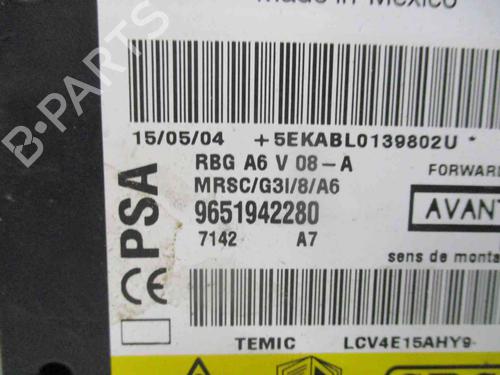 Made in Mexico
15/05/04 +5EKABL0139802U *
RBG A6 V 08-A
MRSC/G3I/8/A6
FORWARD
9651942280
AVANT
7142 A7
sens de monta
PSA
CE
TEMIC LCV4E15AHY9
B-PARTS